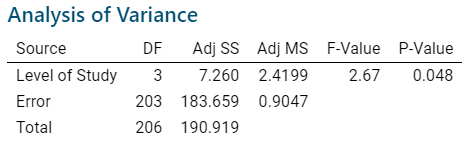 Analysis of Variance
Source DF Adj SS Adj MS F-Value P-Value
Level of Study 3 7.260 2.4199 2.67 0.048
Error 203 183.659 0.9047
Total 206 190.919